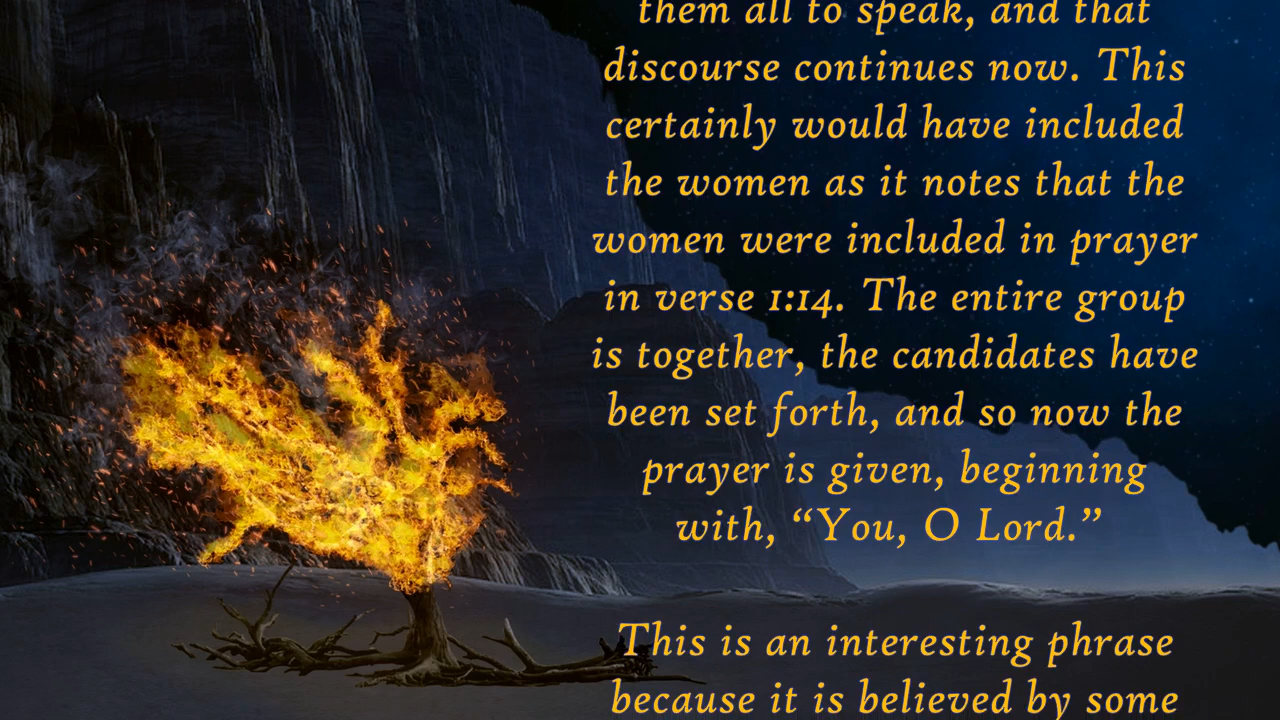 them all to speak, and that
discourse continues now. This
certainly would have included
the women as it notes that the
women were included in prayer
in verse 1:14. The entire group
is together, the candidates have
been set forth, and so now the
prayer is given, beginning
with, “You, O Lord.”
This is an interesting phrase
because it is believed by some